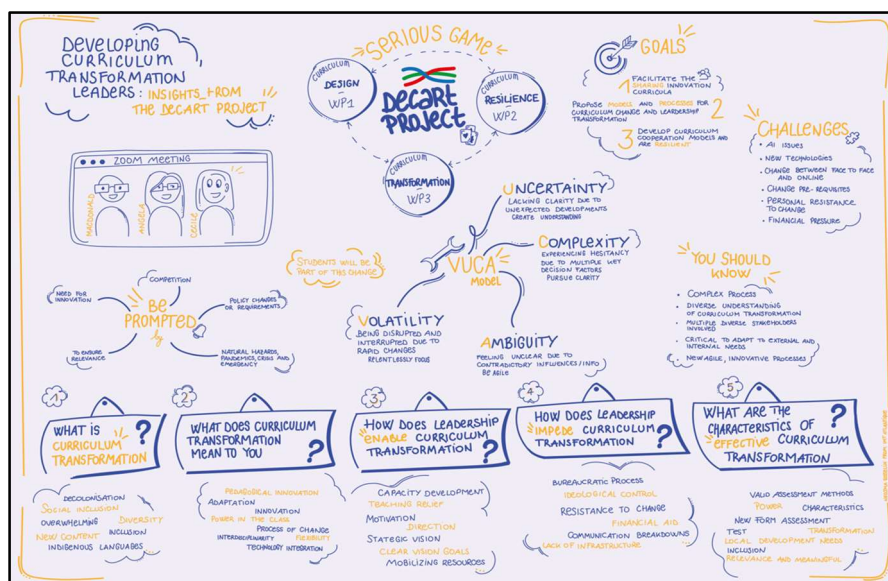 DEVELOPING
CURRICULUM
TRANSFORMATION
LEADERS: INSIGHTS FROM
THE DECART PROJECT
SERIOUS GAME
CURRICULUM
DESIGN
WP1
DECART
PROJECT
CURRICULUM
RESILIENCE
WP2
CURRICULUM
TRANSFORMATION
WP3
GOALS
1 FACILITATE THE
SHARING INNOVATION
CURRICULA
PROPOSE MODELS AND PROCESSES FOR 2
CURRICULUM CHANGE AND LEADERSHIP
TRANSFORMATION
3 DEVELOP CURRICULUM
COOPERATION MODELS AND
ARE RESILIENT
CHALLENGES
• AI ISSUES
• NEW TECHNOLOGIES
• CHANGE BETWEEN FACE TO FACE
AND ONLINE
• CHANGE PRE-REQUISITES
• PERSONAL RESISTANCE
TO CHANGE
• FINANCIAL PRESSURE
ZOOM MEETING
MACDONALD
ANGELA
CECILE
STUDENTS WILL BE
PART OF THIS CHANGE
VUCA
MODEL
UNCERTAINTY
LACKING CLARITY DUE TO
UNEXPECTED DEVELOPMENTS
CREATE UNDERSTANDING
COMPLEXITY
EXPERIENCING HESITANCY
DUE TO MULTIPLE KEY
DECISION FACTORS
PURSUE CLARITY
VOLATILITY
BEING DISRUPTED AND
INTERRUPTED DUE TO
RAPID CHANGES
RELENTLESSLY FOCUS
AMBIGUITY
FEELING UNCLEAR DUE TO
CONTRADICTORY INFLUENCES/INFO
BE AGILE
YOU SHOULD
KNOW
• COMPLEX PROCESS
• DIVERSE UNDERSTANDING
OF CURRICULUM TRANSFORMATION
• MULTIPLE DIVERSE STAKEHOLDERS
INVOLVED
• CRITICAL TO ADAPT TO EXTERNAL AND
INTERNAL NEEDS
• NEW AGILE, INNOVATIVE PROCESSES
BE
PROMPTED
by
COMPETITION
NEED FOR
INNOVATION
POLICY CHANGES
OR REQUIREMENTS
TO ENSURE
RELEVANCE
NATURAL HAZARDS,
PANDEMICS, CRISIS AND
EMERGENCY
1
WHAT IS
CURRICULUM
TRANSFORMATION ?
DECOLONISATION
SOCIAL INCLUSION
OVERWHELMING DIVERSITY
NEW CONTENT INCLUSION
INDIGENOUS LANGUAGES
2
WHAT DOES CURRICULUM
TRANSFORMATION
MEAN TO YOU ?
PEDAGOGICAL INNOVATION
ADAPTATION
INNOVATION
POWER IN THE CLASS
PROCESS OF CHANGE
INTERDISCIPLINARITY FLEXIBILITY
TECHNOLOGY INTEGRATION
3
HOW DOES LEADERSHIP
ENABLE CURRICULUM
TRANSFORMATION ?
CAPACITY DEVELOPMENT
TEACHING RELIEF
MOTIVATION
DIRECTION
STATEGIC VISION
CLEAR VISION GOALS
MOBILIZING RESOURCES
4
HOW DOES LEADERSHIP
IMPEDE CURRICULUM
TRANSFORMATION ?
BUREAUCRATIC PROCESS
IDEOLOGICAL CONTROL
RESISTANCE TO CHANGE
FINANCIAL AID
COMMUNICATION BREAKDOWNS
LACK OF INFRASTRUCTURE
5
WHAT ARE THE
CHARACTERISTICS OF
EFFECTIVE CURRICULUM
TRANSFORMATION ?
VALID ASSESSMENT METHODS
POWER CHARACTERISTICS
NEW FORM ASSESSMENT
TEST TRANSFORMATION
LOCAL DEVELOPMENT NEEDS
INCLUSION
RELEVANCE AND MEANINGFUL